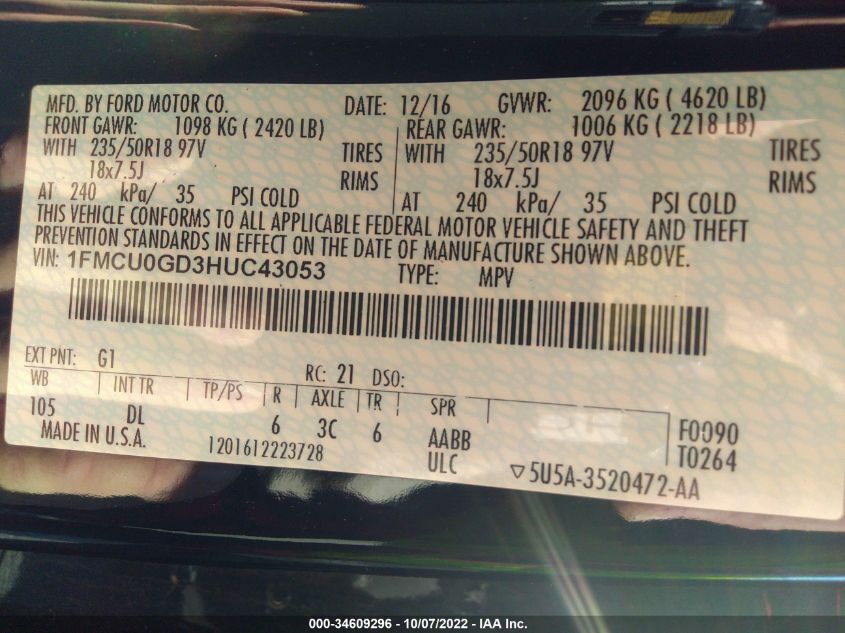 MFD. BY FORD MOTOR CO. DATE: 12/16 GVWR: 2096 KG ( 4620 LB)
FRONT GAWR: 1098 KG ( 2420 LB) REAR GAWR: 1006 KG ( 2218 LB)
WITH 235/50R18 97V TIRES WITH 235/50R18 97V TIRES
18x7.5J RIMS 18x7.5J RIMS
AT 240 kPa/ 35 PSI COLD AT 240 kPa/ 35 PSI COLD
THIS VEHICLE CONFORMS TO ALL APPLICABLE FEDERAL MOTOR VEHICLE SAFETY AND THEFT
PREVENTION STANDARDS IN EFFECT ON THE DATE OF MANUFACTURE SHOWN ABOVE.
VIN: 1FMCU0GD3HUC43053 TYPE: MPV
EXT PNT: G1 RC: 21 DSO:
WB INT TR TP/PS R AXLE TR SPR
105 DL 6 3C 6 AABB F0090
MADE IN U.S.A. 1201612223728 ULC T0264
▽5U5A-3520472-AA
000-34609296 - 10/07/2022 - IAA Inc.